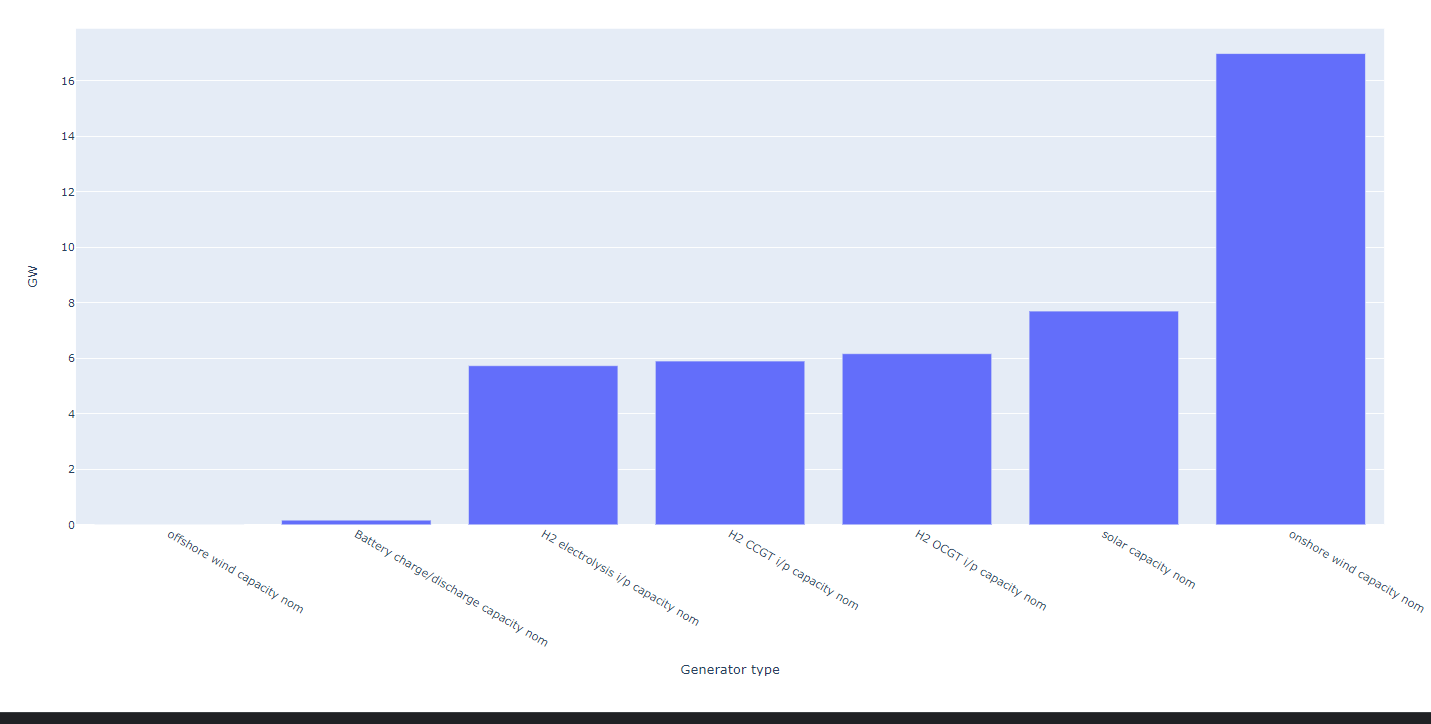 16
14
12
10
8
6
4
2
0
GW
offshore wind capacity nom
Battery charge/discharge capacity nom
H2 electrolysis i/p capacity nom
H2 CCGT i/p capacity nom
H2 OCGT i/p capacity nom
solar capacity nom
onshore wind capacity nom
Generator type